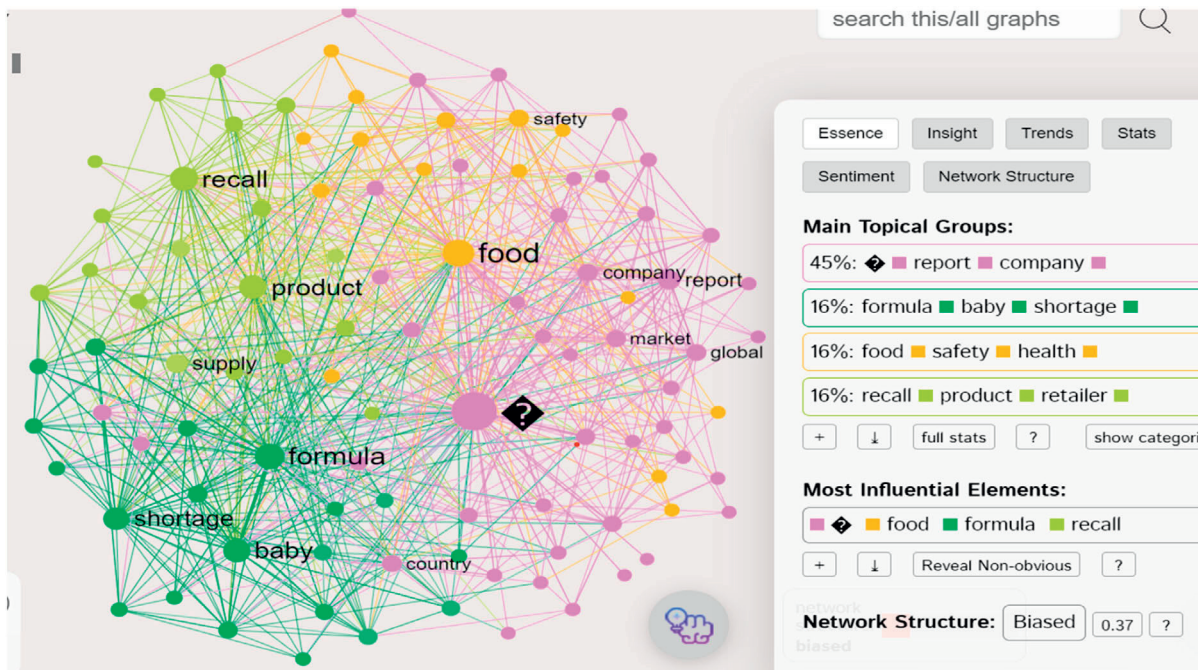 search this/all graphs
safety
recall
food
company
report
product
market
global
supply
�
formula
shortage
baby
country
Essence
Insight
Trends
Stats
Sentiment
Network Structure
Main Topical Groups:
45%: � report company
16%: formula baby shortage
16%: food safety health
16%: recall product retailer
+ ↓ full stats ? show categori
Most Influential Elements:
� food formula recall
+ ↓ Reveal Non-obvious ?
network
biased
Network Structure: Biased 0.37 ?